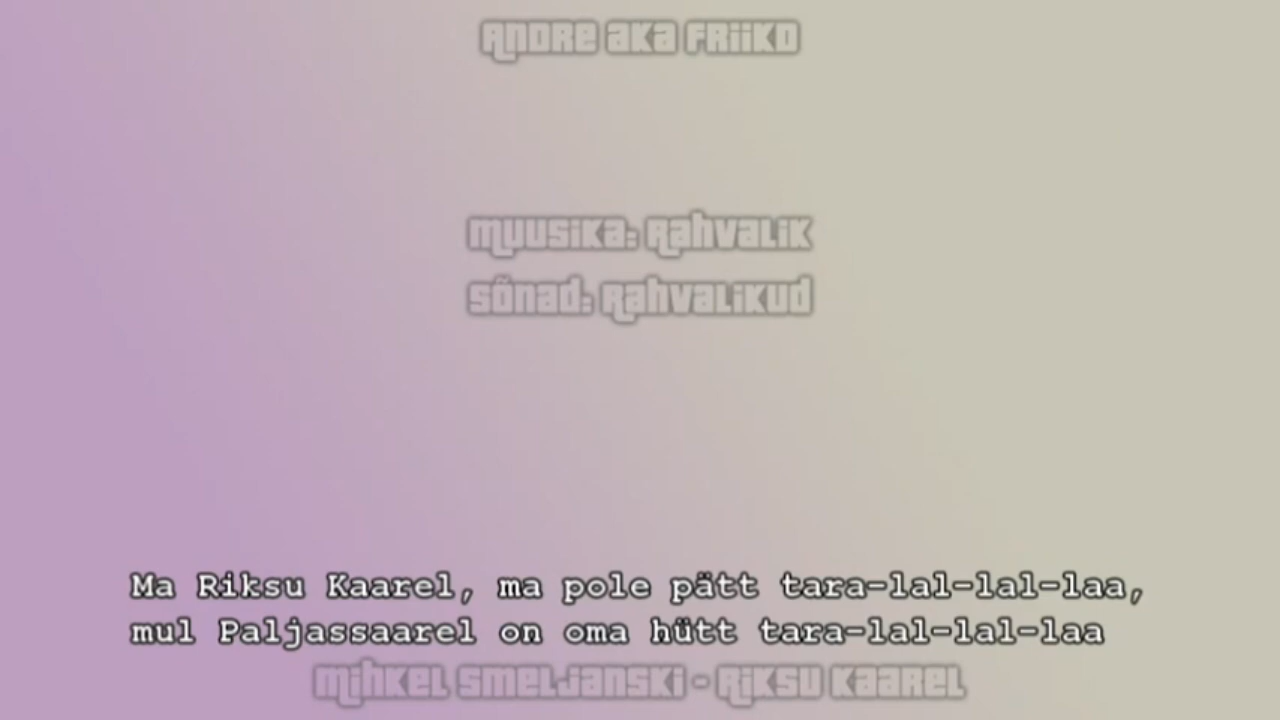 ANDRE AKA FRIIKD
MUUSIKA: RAHVALIK
SÕNAD: RAHVALIKUD
Ma Riksu Kaarel, ma pole pätt tara-lal-lal-laa,
mul Paljassaarel on oma hütt tara-lal-lal-laa
MIHKEL SMELJANSKI - RIKSU KAAREL